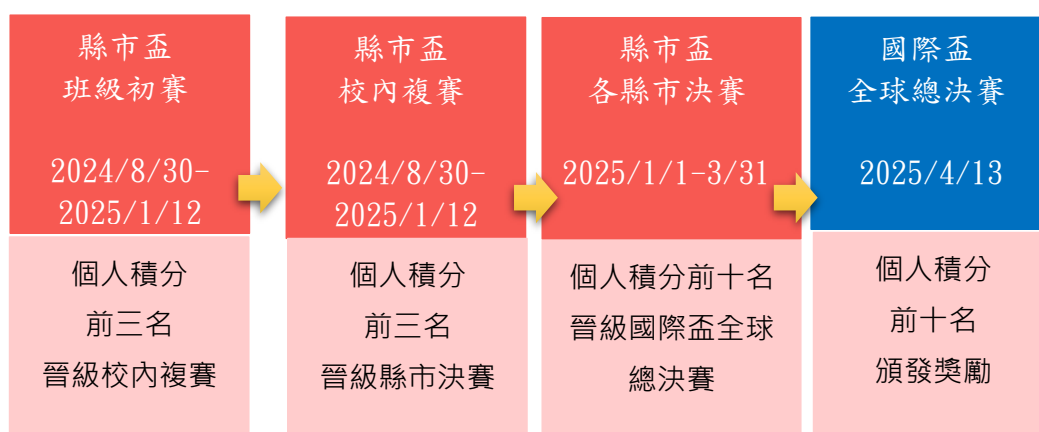 縣市盃
班級初賽
2024/8/30-
2025/1/12
個人積分
前三名
晉級校內複賽
縣市盃
校內複賽
2024/8/30-
2025/1/12
個人積分
前三名
晉級縣市決賽
縣市盃
各縣市決賽
2025/1/1-3/31
個人積分前十名
晉級國際盃全球
總決賽
國際盃
全球總決賽
2025/4/13
個人積分
前十名
頒發獎勵